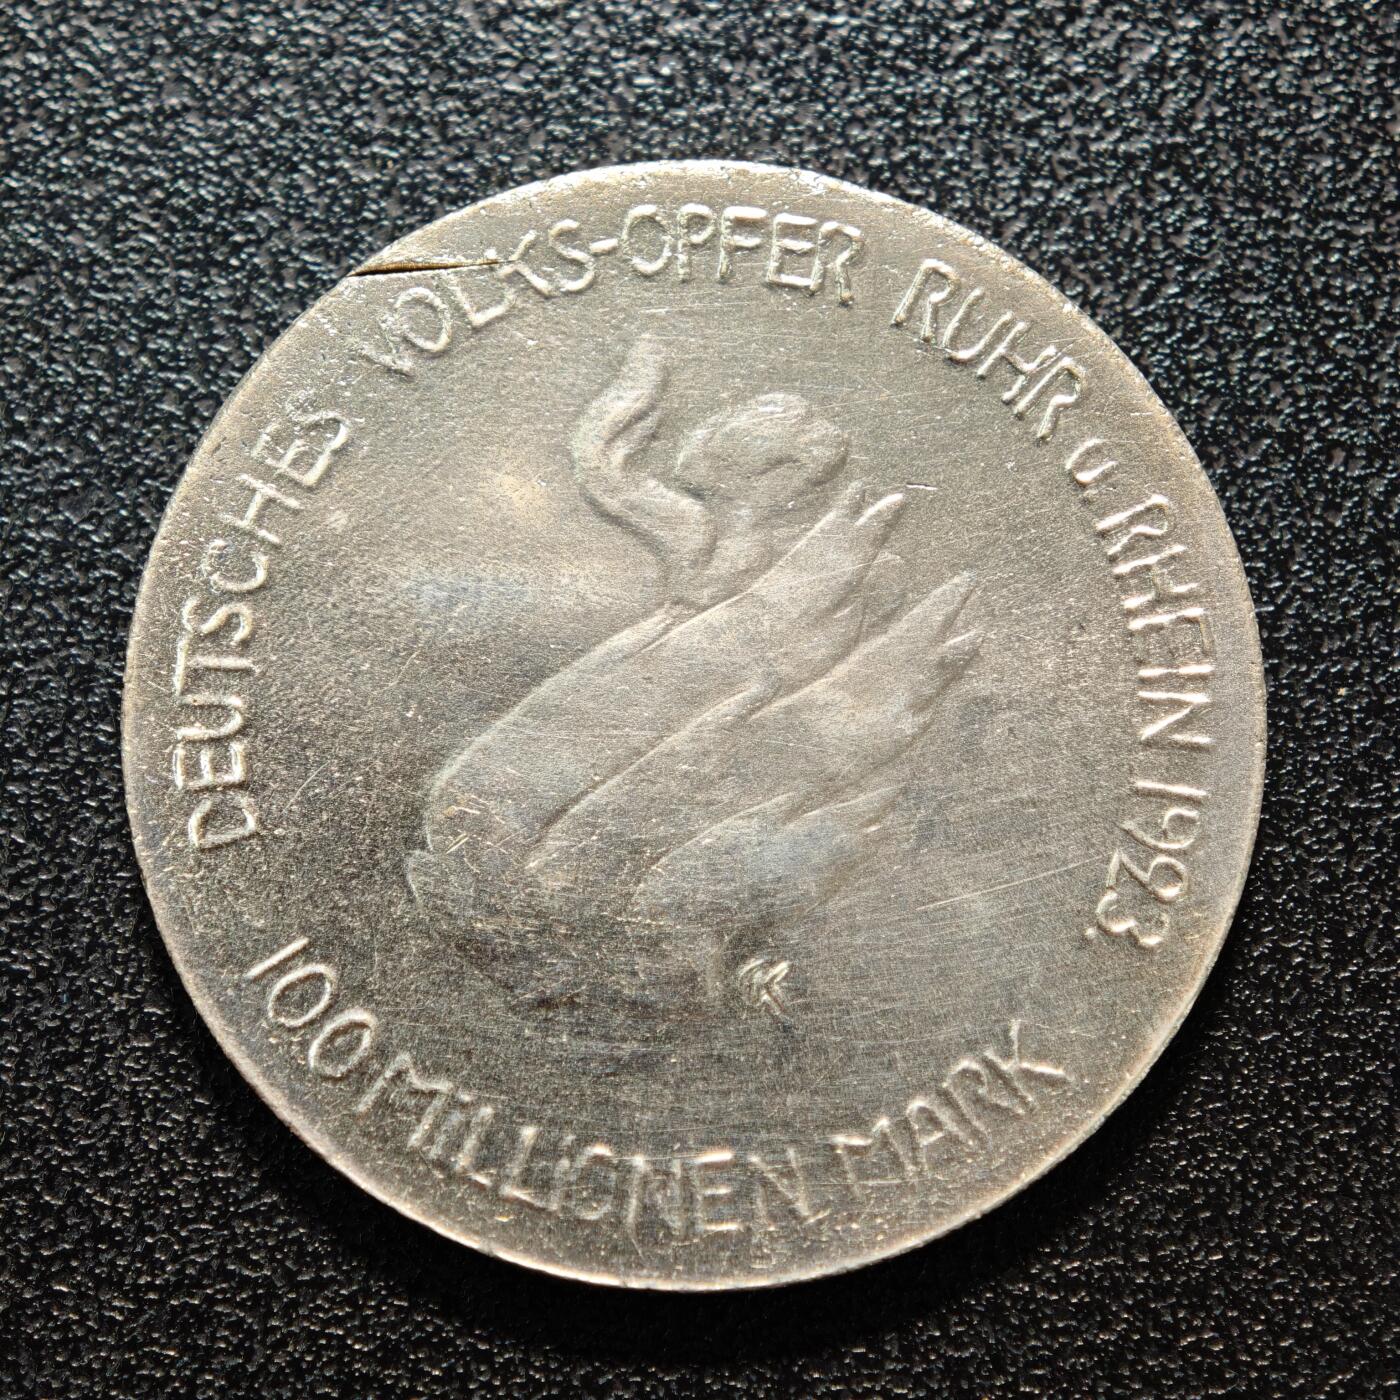 DEUTSCHES VOLKS-OPFER RUHR u. RHEIN 1923
100 MILLIONEN MARK